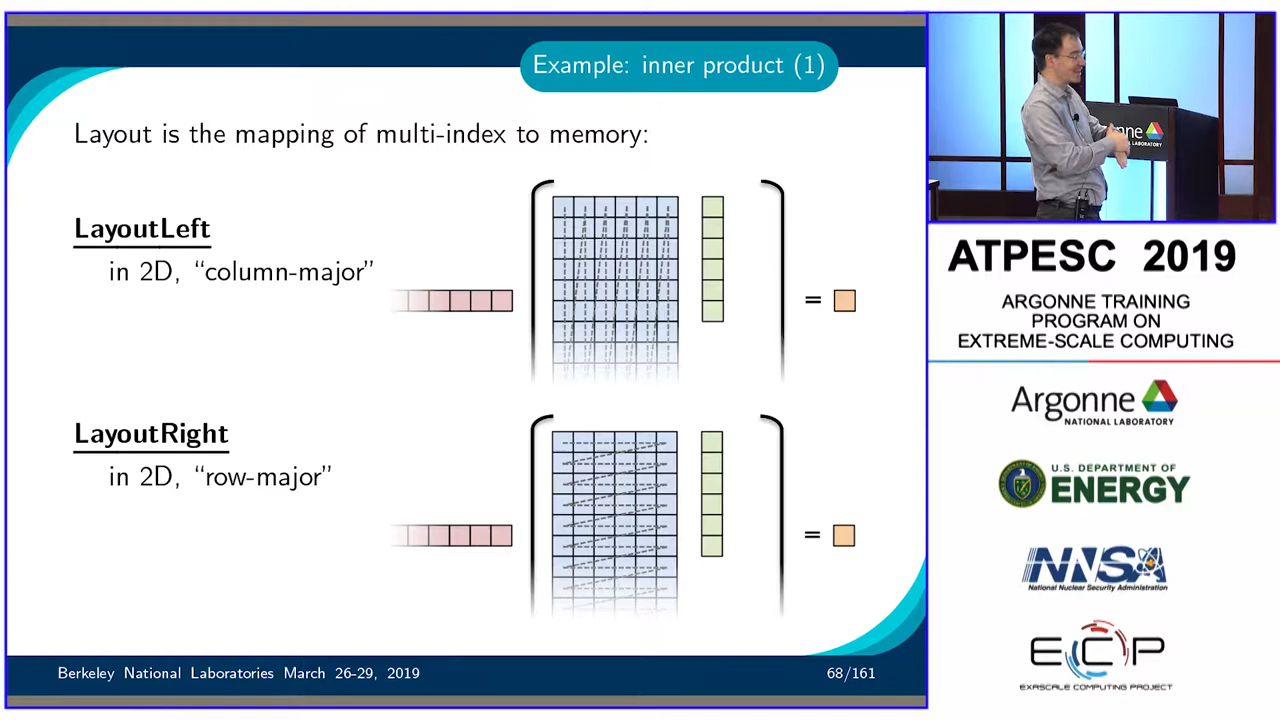 Example: inner product (1)
Layout is the mapping of multi-index to memory:
LayoutLeft
in 2D, “column-major”
=
LayoutRight
in 2D, “row-major”
=
Berkeley National Laboratories March 26-29, 2019
68/161
nne
LABORATORY
ATPESC 2019
ARGONNE TRAINING
PROGRAM ON
EXTREME-SCALE COMPUTING
Argonne
NATIONAL LABORATORY
U.S. DEPARTMENT OF
ENERGY
NNSA
National Nuclear Security Administration
ECP
EXASCALE COMPUTING PROJECT